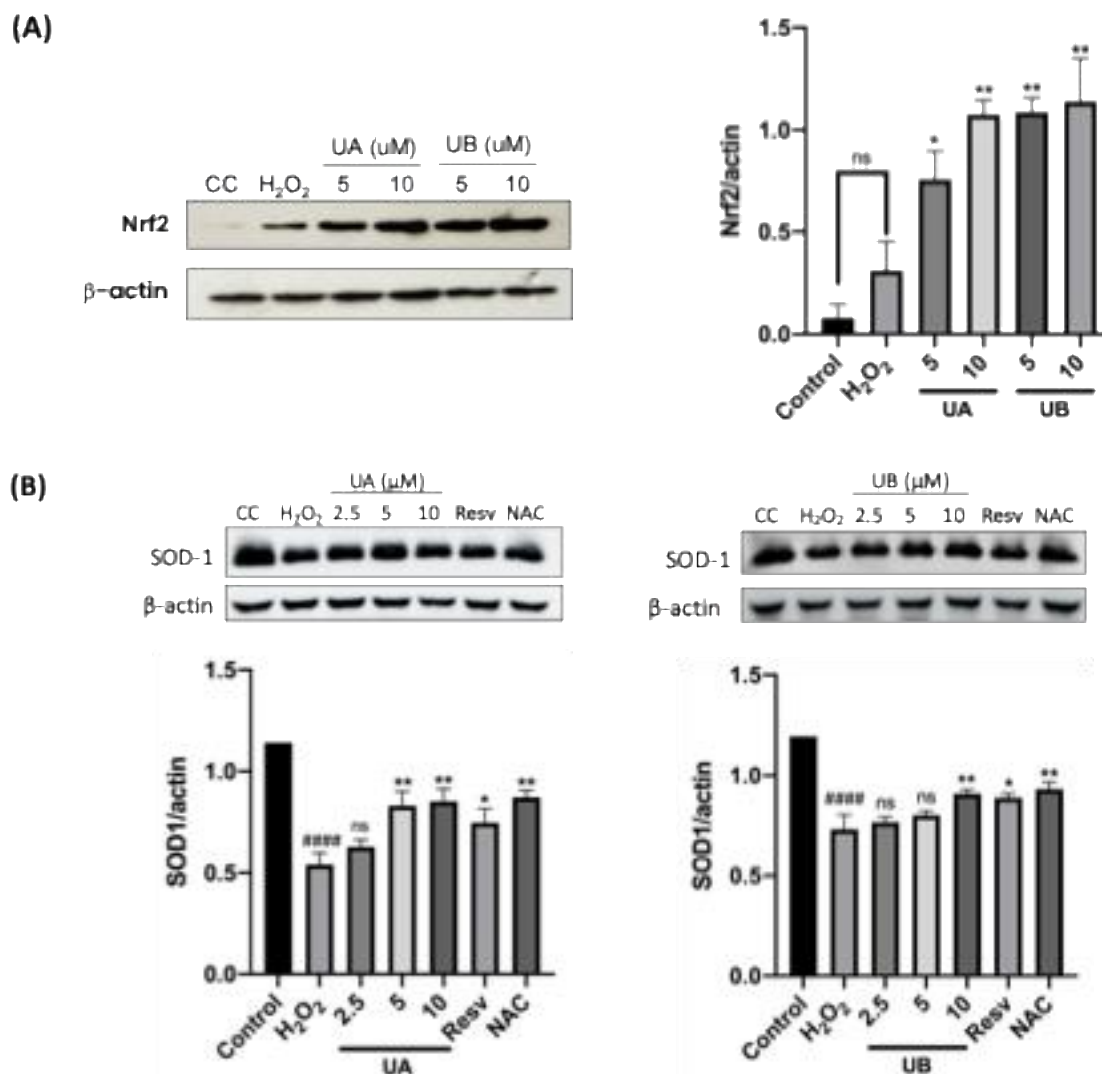 (A)
UA (uM) UB (uM)
CC H₂O₂ 5 10 5 10
Nrf2
β-actin
1.5
1.0
0.5
0.0
Nrf2/actin
ns * ** ** **
Control H₂O₂ 5 10 5 10
UA UB
(B)
UA (μM)
CC H₂O₂ 2.5 5 10 Resv NAC
SOD-1
β-actin
UB (μM)
CC H₂O₂ 2.5 5 10 Resv NAC
SOD-1
β-actin
1.5
1.0
0.5
0.0
SOD1/actin
#### ns ** ** * **
Control H₂O₂ 2.5 5 10 Resv NAC
UA
1.5
1.0
0.5
0.0
SOD1/actin
#### ns ns ** * **
Control H₂O₂ 2.5 5 10 Resv NAC
UB